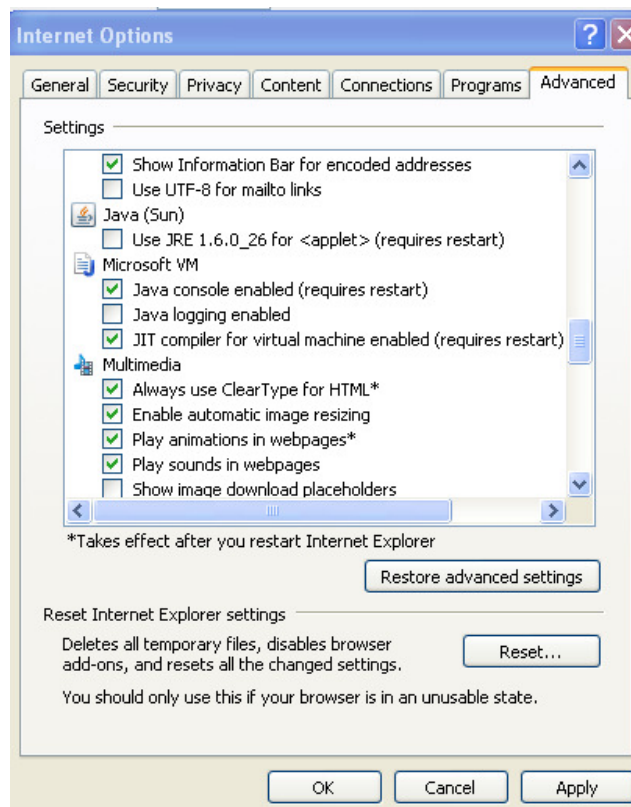 Internet Options
General Security Privacy Content Connections Programs Advanced
Settings
Show Information Bar for encoded addresses
Use UTF-8 for mailto links
Java (Sun)
Use JRE 1.6.0_26 for <applet> (requires restart)
Microsoft VM
Java console enabled (requires restart)
Java logging enabled
JIT compiler for virtual machine enabled (requires restart)
Multimedia
Always use ClearType for HTML*
Enable automatic image resizing
Play animations in webpages*
Play sounds in webpages
Show image download placeholders
*Takes effect after you restart Internet Explorer
Restore advanced settings
Reset Internet Explorer settings
Deletes all temporary files, disables browser
add-ons, and resets all the changed settings.
Reset...
You should only use this if your browser is in an unusable state.
OK Cancel Apply